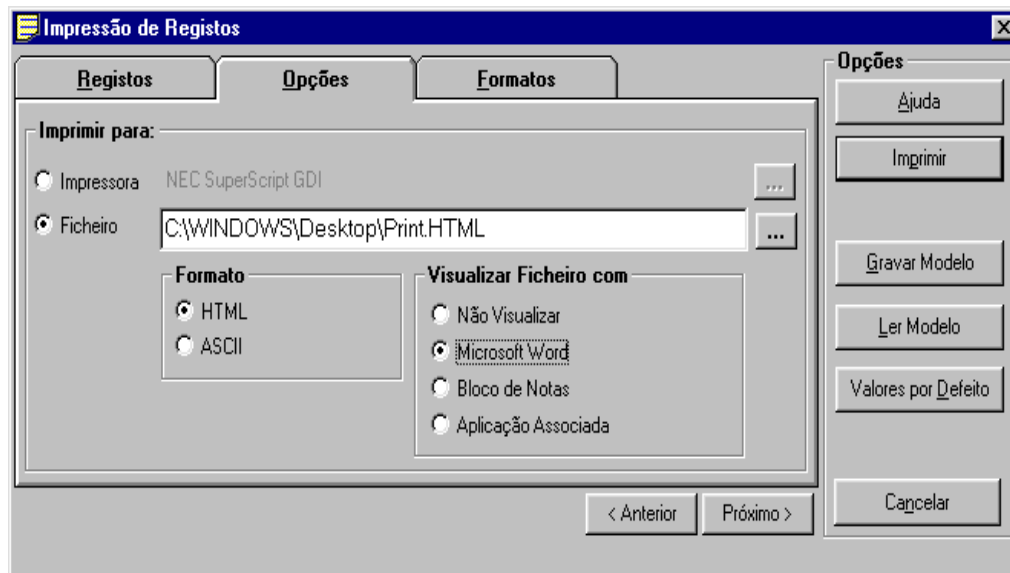 Impressão de Registos
Registos
Opções
Formatos
Imprimir para:
Impressora
NEC SuperScript GDI
...
Ficheiro
C:\WINDOWS\Desktop\Print.HTML
...
Formato
HTML
ASCII
Visualizar Ficheiro com
Não Visualizar
Microsoft Word
Bloco de Notas
Aplicação Associada
< Anterior
Próximo >
Opções
Ajuda
Imprimir
Gravar Modelo
Ler Modelo
Valores por Defeito
Cancelar